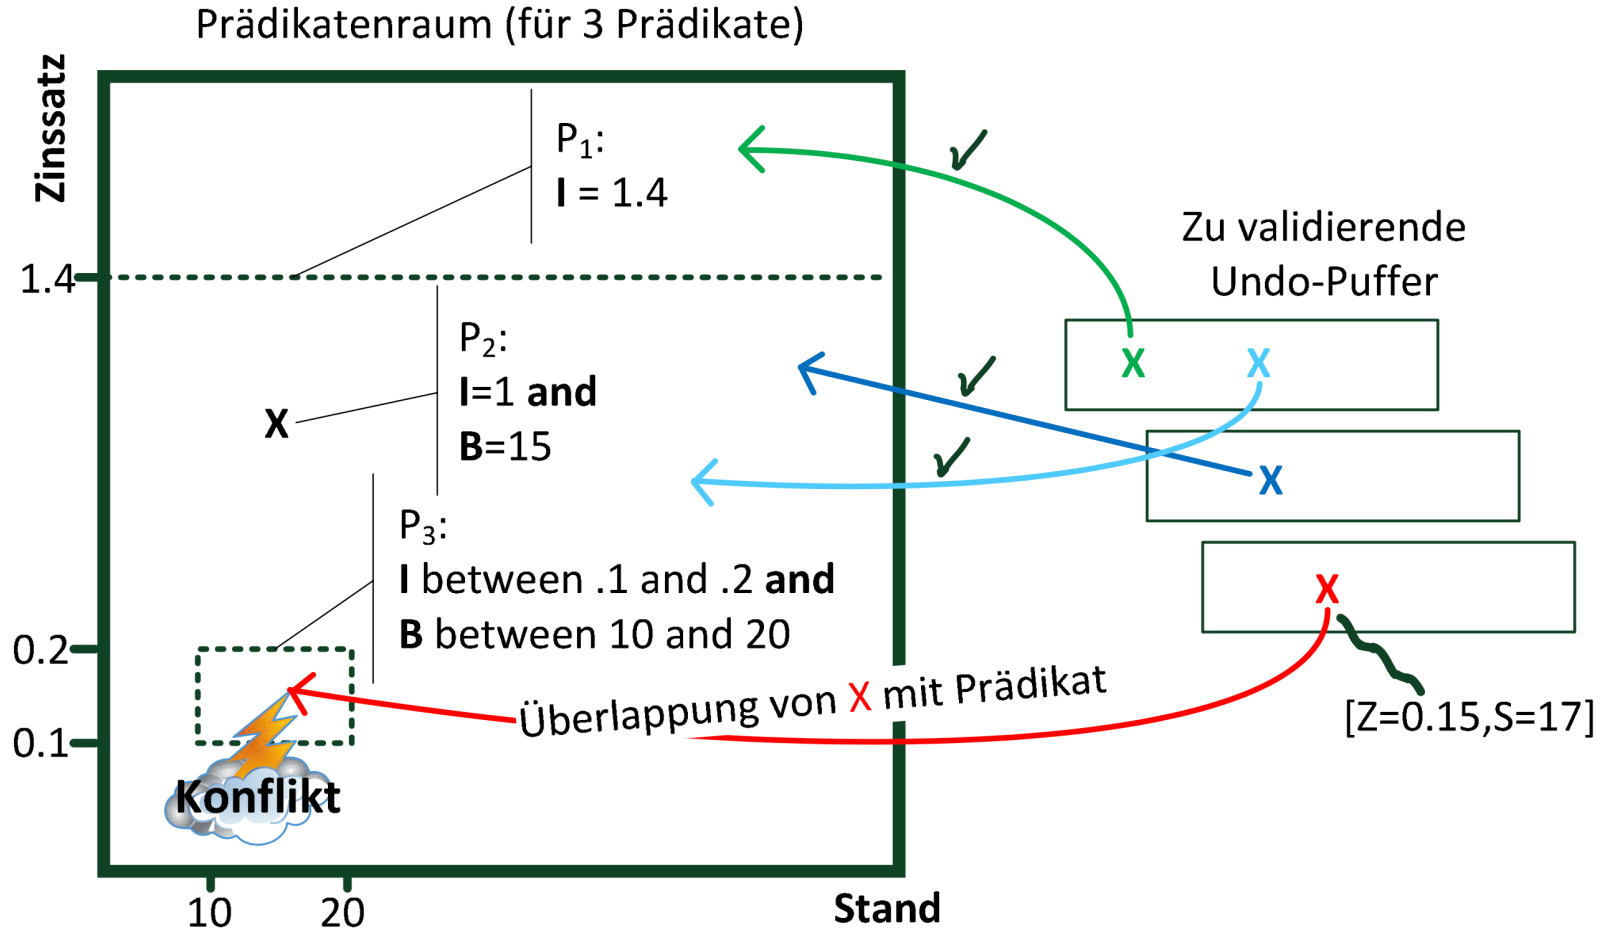 Prädikatenraum (für 3 Prädikate)
Zinssatz
P1:
I = 1.4
1.4
P2:
I=1 and
B=15
X
P3:
I between .1 and .2 and
B between 10 and 20
0.2
0.1
Konflikt
10
20
Stand
Überlappung von X mit Prädikat
Zu validierende
Undo-Puffer
X X
X
X
[Z=0.15,S=17]